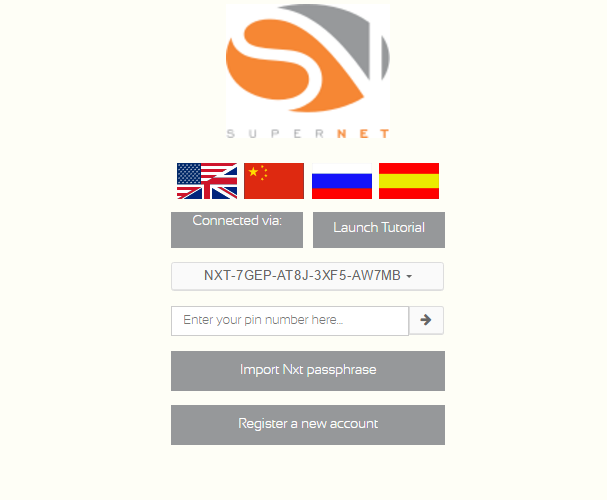 SUPERNET
Connected via:
Launch Tutorial
NXT-7GEP-AT8J-3XF5-AW7MB
Enter your pin number here...
Import Nxt passphrase
Register a new account